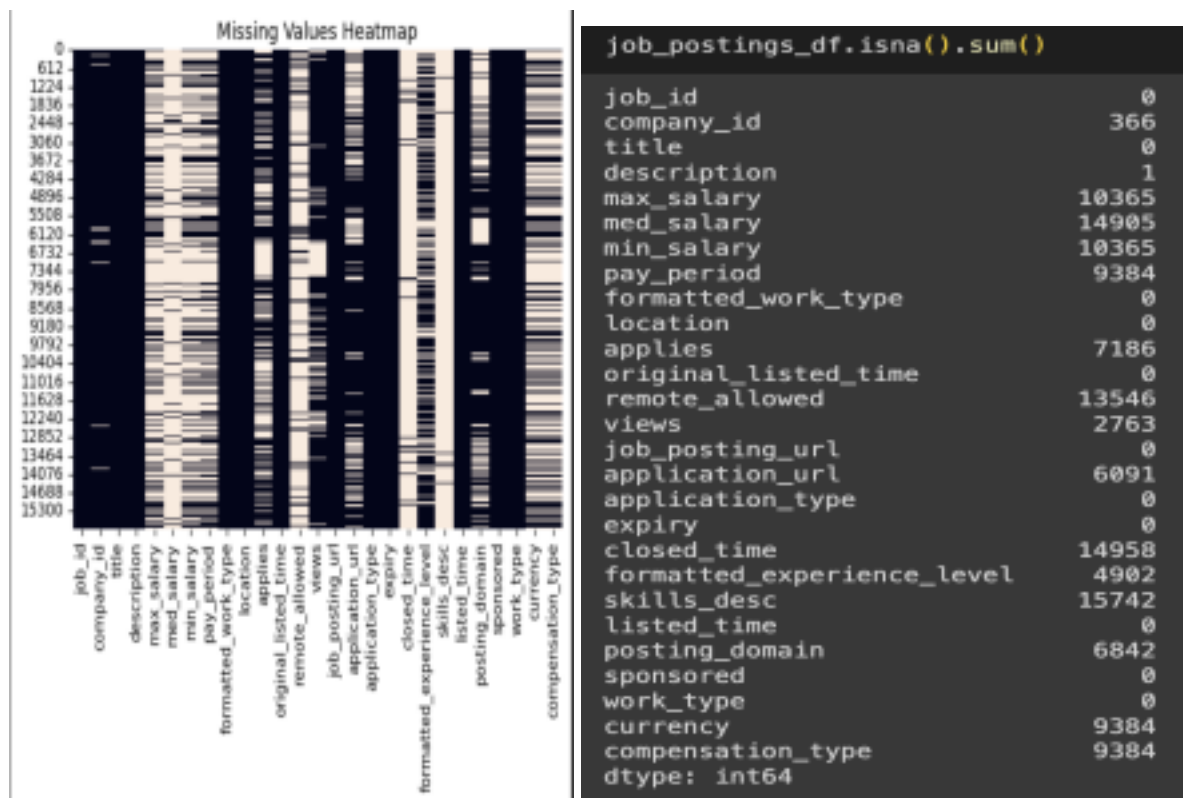 Missing Values Heatmap
0
612
1224
1836
2448
3060
3672
4284
4896
5508
6120
6732
7344
7956
8568
9180
9792
10404
11016
11628
12240
12852
13464
14076
14688
15300
job_id
company_id
title
description
max_salary
med_salary
min_salary
pay_period
formatted_work_type
location
applies
original_listed_time
remote_allowed
views
job_posting_url
application_url
application_type
expiry
closed_time
formatted_experience_level
skills_desc
listed_time
posting_domain
sponsored
work_type
currency
compensation_type
job_postings_df.isna().sum()
job_id 0
company_id 366
title 0
description 1
max_salary 10365
med_salary 14905
min_salary 10365
pay_period 9384
formatted_work_type 0
location 0
applies 7186
original_listed_time 0
remote_allowed 13546
views 2763
job_posting_url 0
application_url 6091
application_type 0
expiry 0
closed_time 14958
formatted_experience_level 4902
skills_desc 15742
listed_time 0
posting_domain 6842
sponsored 0
work_type 0
currency 9384
compensation_type 9384
dtype: int64